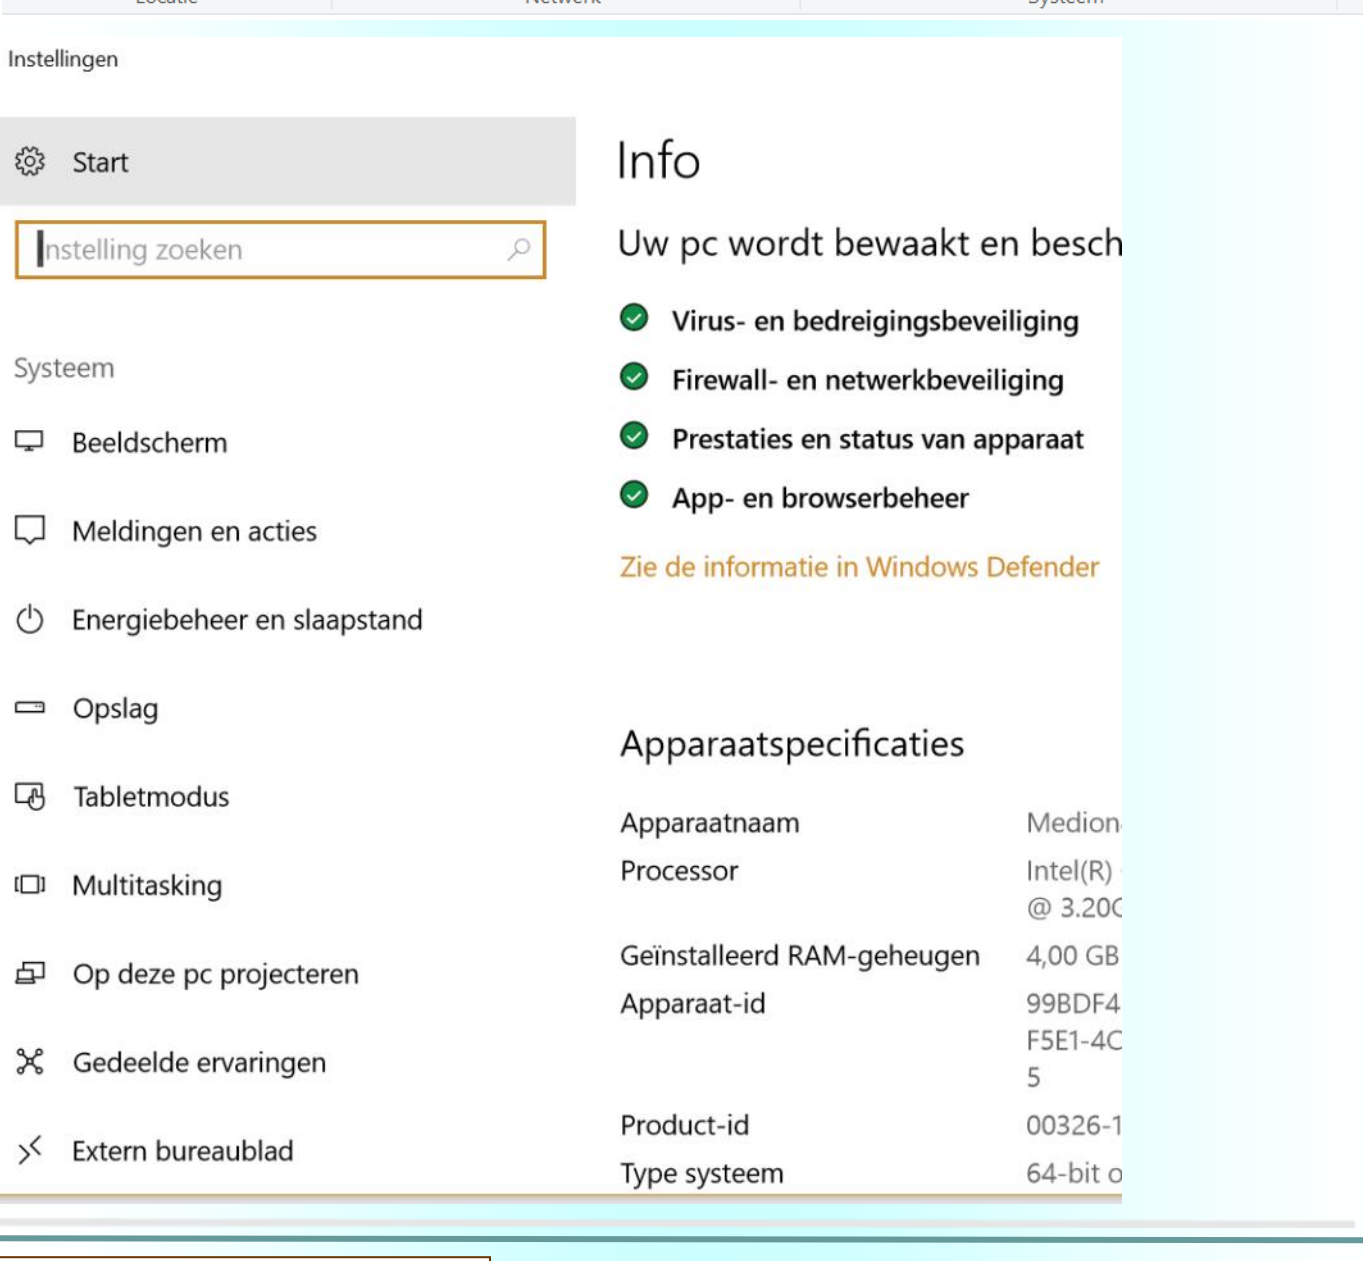 Locatie Netwerk Systeem
Instellingen
Start
Instelling zoeken
Systeem
Beeldscherm
Meldingen en acties
Energiebeheer en slaapstand
Opslag
Tabletmodus
Multitasking
Op deze pc projecteren
Gedeelde ervaringen
Extern bureaublad
Info
Uw pc wordt bewaakt en besch
Virus- en bedreigingsbeveiliging
Firewall- en netwerkbeveiliging
Prestaties en status van apparaat
App- en browserbeheer
Zie de informatie in Windows Defender
Apparaatspecificaties
Apparaatnaam Medion
Processor Intel(R)
@ 3.20G
Geïnstalleerd RAM-geheugen 4,00 GB
Apparaat-id 99BDF4
F5E1-4C
5
Product-id 00326-1
Type systeem 64-bit o